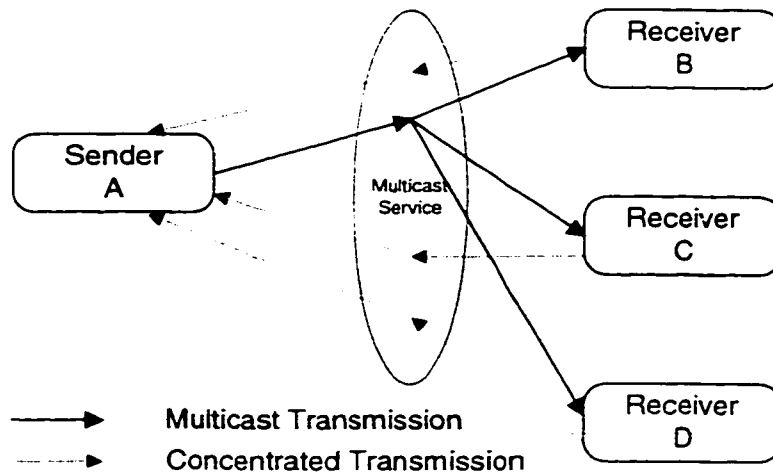 Receiver
B
Sender
A
Multicast
Service
Receiver
C
Receiver
D
Multicast Transmission
Concentrated Transmission